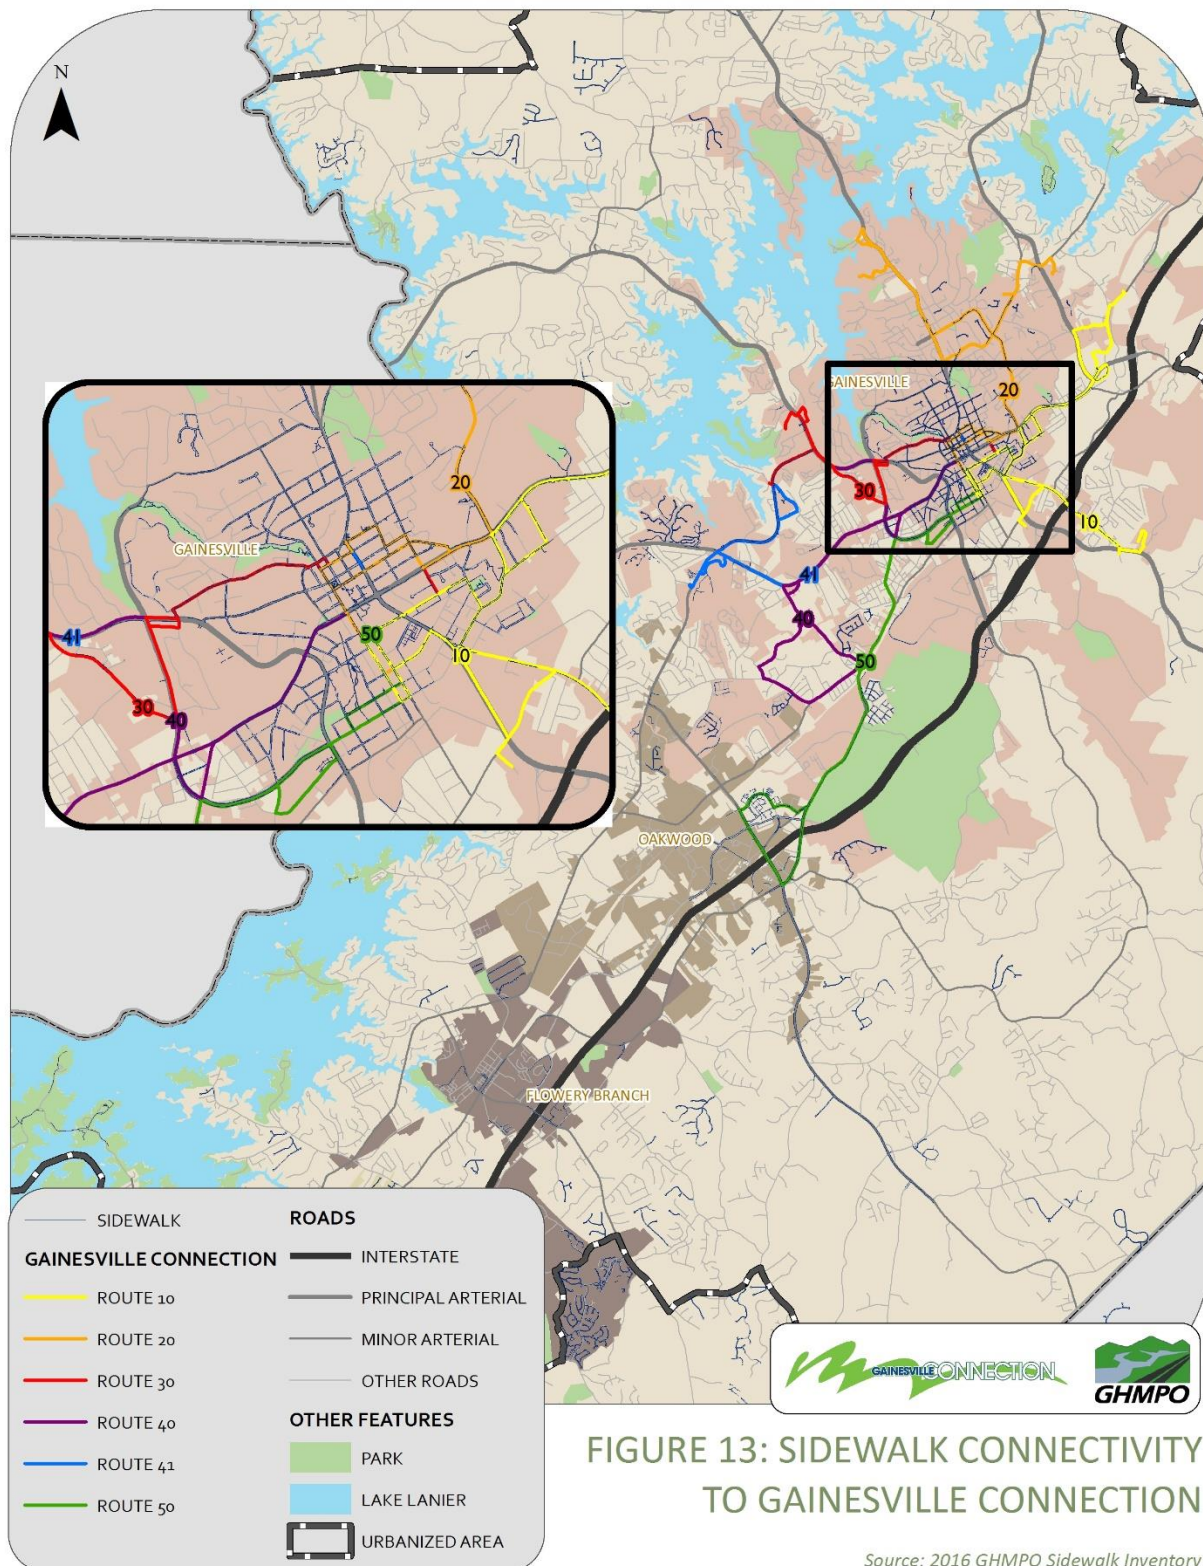 N
GAINESVILLE
20
30
10
41
40
50
OAKWOOD
FLOWERY BRANCH
20
GAINESVILLE
50
10
41
30
40
SIDEWALK
GAINESVILLE CONNECTION
ROUTE 10
ROUTE 20
ROUTE 30
ROUTE 40
ROUTE 41
ROUTE 50
ROADS
INTERSTATE
PRINCIPAL ARTERIAL
MINOR ARTERIAL
OTHER ROADS
OTHER FEATURES
PARK
LAKE LANIER
URBANIZED AREA
GAINESVILLE CONNECTION
GHMPO
FIGURE 13: SIDEWALK CONNECTIVITY
TO GAINESVILLE CONNECTION
Source: 2016 GHMPO Sidewalk Inventory